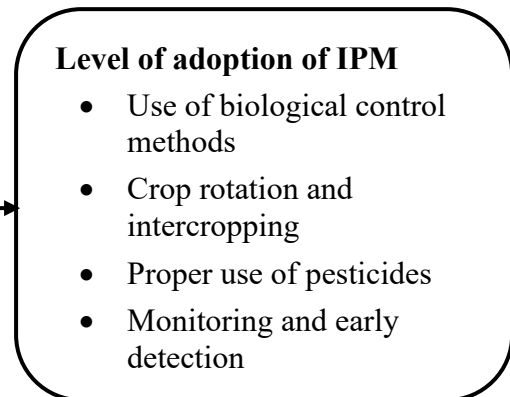 Level of adoption of IPM
• Use of biological control
methods
• Crop rotation and
intercropping
• Proper use of pesticides
• Monitoring and early
detection